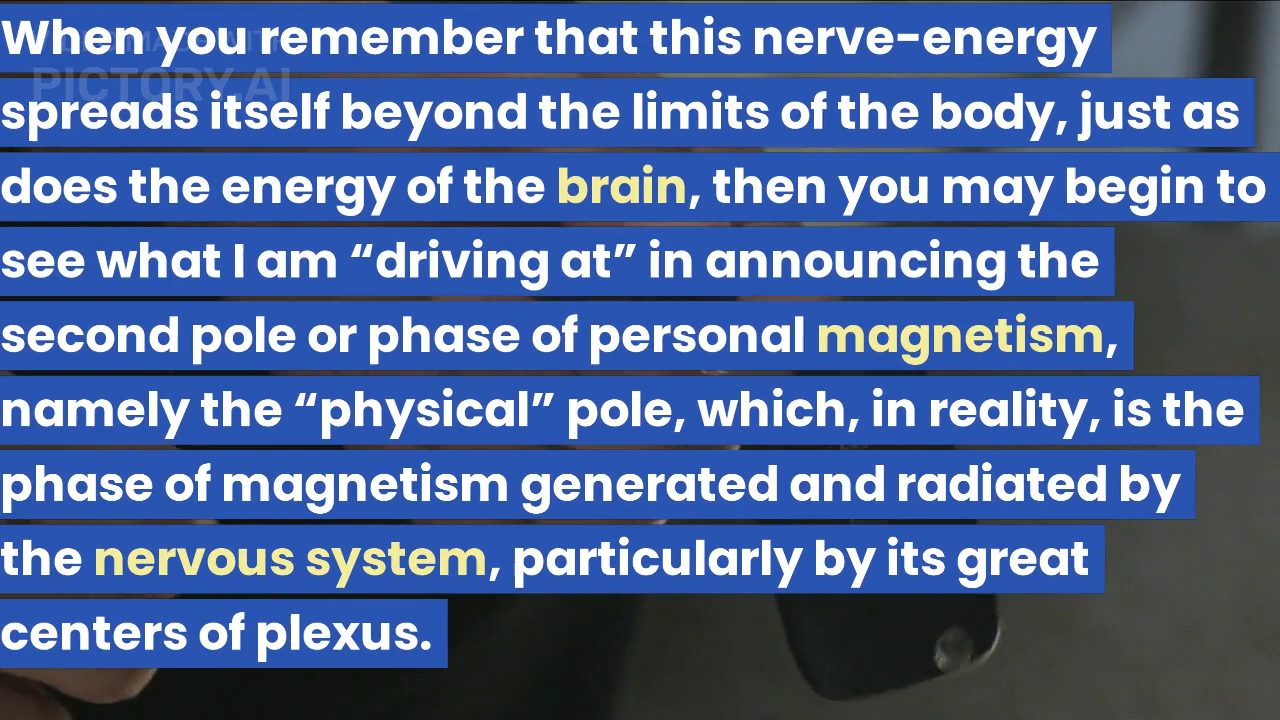 When you remember that this nerve-energy
PICTORY.AI
spreads itself beyond the limits of the body, just as
does the energy of the brain, then you may begin to
see what I am “driving at” in announcing the
second pole or phase of personal magnetism,
namely the “physical” pole, which, in reality, is the
phase of magnetism generated and radiated by
the nervous system, particularly by its great
centers of plexus.